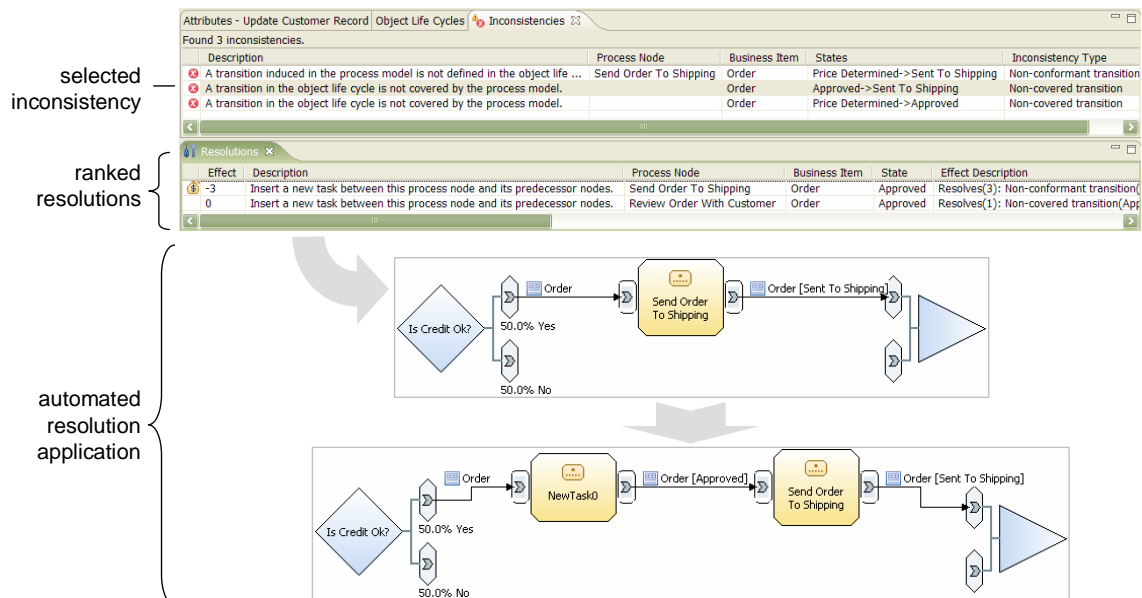 Attributes - Update Customer Record Object Life Cycles Inconsistencies
Found 3 inconsistencies.
Description Process Node Business Item States Inconsistency Type
A transition induced in the process model is not defined in the object life ... Send Order To Shipping Order Price Determined->Sent To Shipping Non-conformant transition
A transition in the object life cycle is not covered by the process model. Order Approved->Sent To Shipping Non-covered transition
A transition in the object life cycle is not covered by the process model. Order Price Determined->Approved Non-covered transition
selected
inconsistency
Resolutions
Effect Description Process Node Business Item State Effect Description
-3 Insert a new task between this process node and its predecessor nodes. Send Order To Shipping Order Approved Resolves(3): Non-conformant transition(
0 Insert a new task between this process node and its predecessor nodes. Review Order With Customer Order Approved Resolves(1): Non-covered transition(App
ranked
resolutions
Order
Order [Sent To Shipping]
Send Order
To Shipping
Is Credit Ok?
50.0% Yes
50.0% No
automated
resolution
application
Order
Order [Approved]
Order [Sent To Shipping]
NewTask0
Send Order
To Shipping
Is Credit Ok?
50.0% Yes
50.0% No